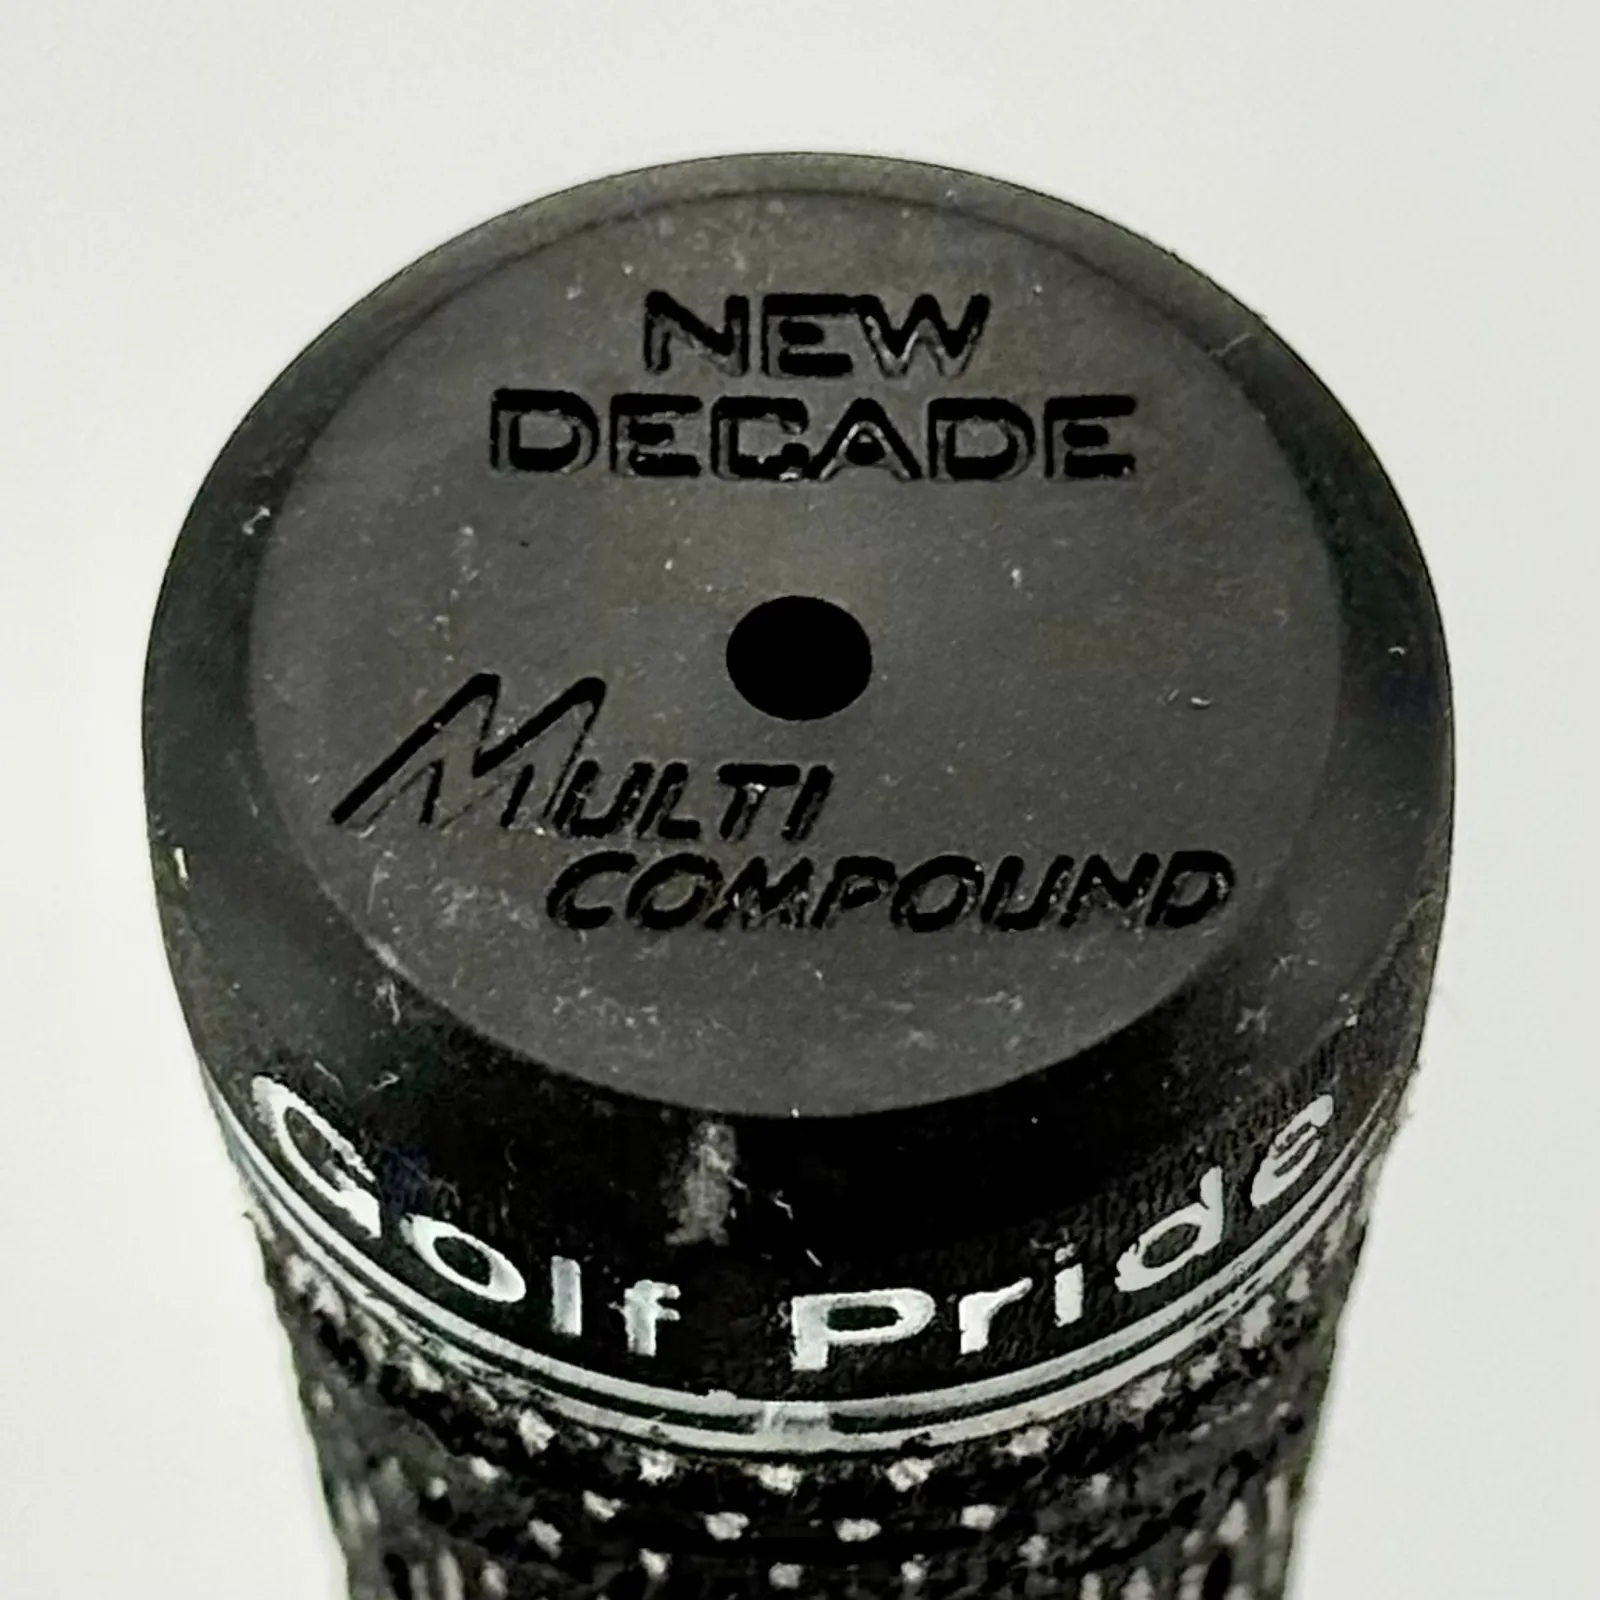 NEW
DECADE
MULTI
COMPOUND
Golf Pride